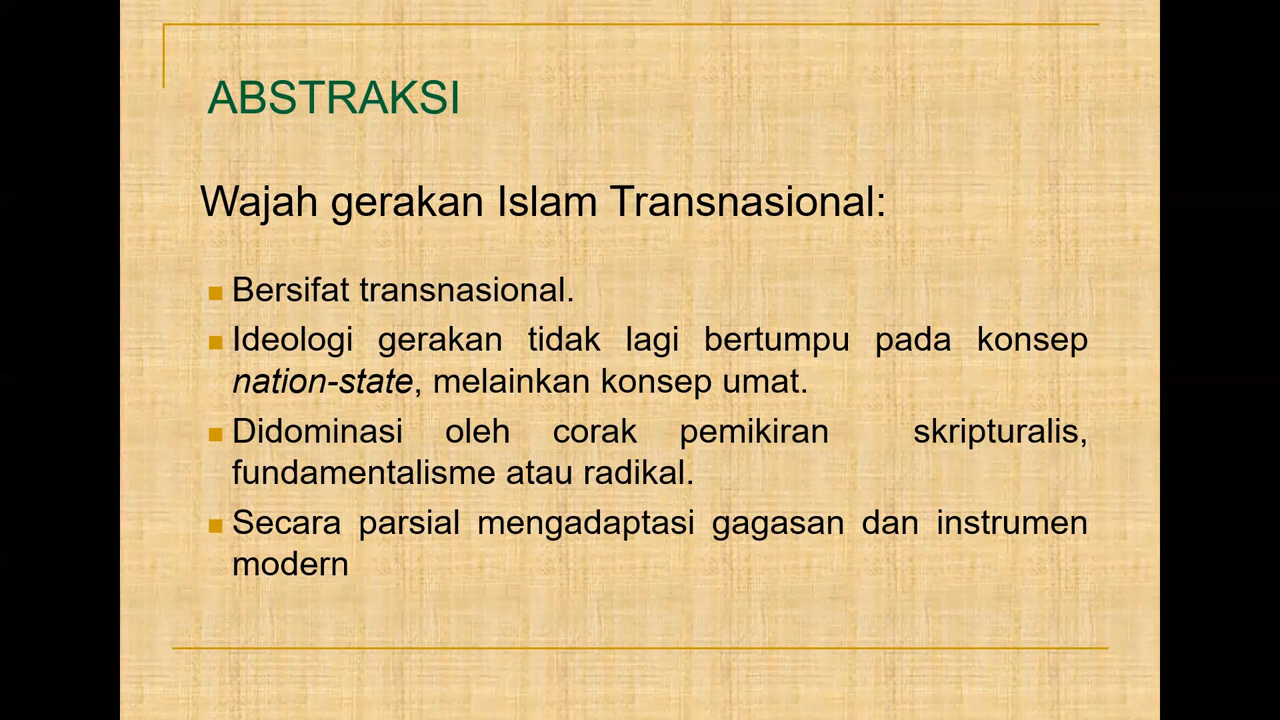 ABSTRAKSI
Wajah gerakan Islam Transnasional:
Bersifat transnasional.
Ideologi gerakan tidak lagi bertumpu pada konsep
nation-state, melainkan konsep umat.
Didominasi oleh corak pemikiran skripturalis,
fundamentalisme atau radikal.
Secara parsial mengadaptasi gagasan dan instrumen
modern